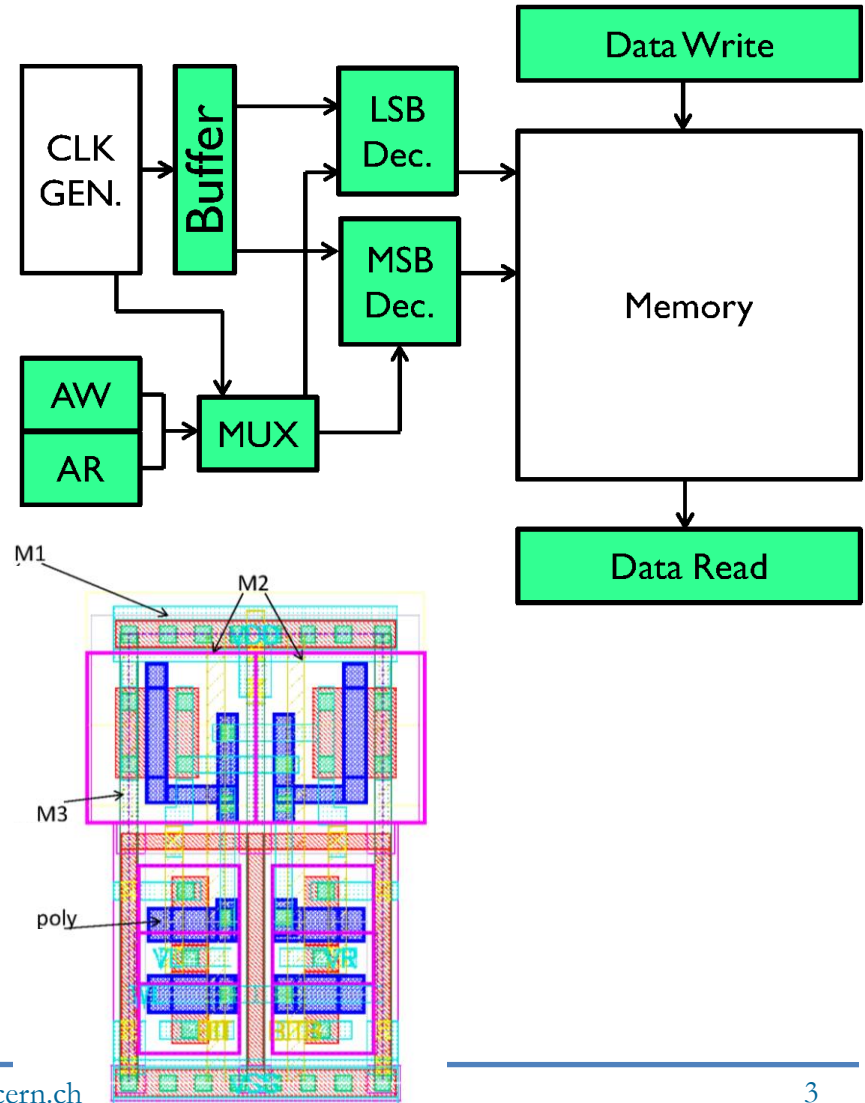 Data Write
CLK
GEN.
Buffer
LSB
Dec.
MSB
Dec.
Memory
AW
AR
MUX
Data Read
M1
M2
VDD
M3
poly
VR
VSS
cern.ch
3